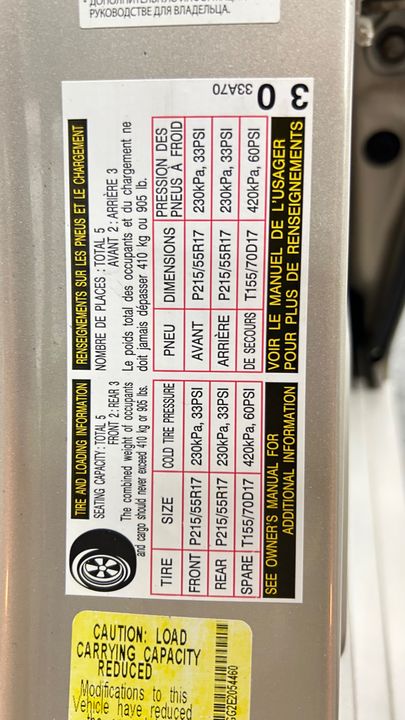 ДОПОЛНИТЕЛЬНУЮ
РУКОВОДСТВЕ ДЛЯ ВЛАДЕЛЬЦА.
TIRE AND LOADING INFORMATION
SEATING CAPACITY: TOTAL 5
FRONT 2: REAR 3
The combined weight of occupants
and cargo should never exceed 410 kg or 905 lbs.
TIRE SIZE COLD TIRE PRESSURE
FRONT P215/55R17 230kPa, 33PSI
REAR P215/55R17 230kPa, 33PSI
SPARE T155/70D17 420kPa, 60PSI
SEE OWNER'S MANUAL FOR
ADDITIONAL INFORMATION
RENSEIGNEMENTS SUR LES PNEUS ET LE CHARGEMENT
NOMBRE DE PLACES : TOTAL 5
AVANT 2 : ARRIÈRE 3
Le poids total des occupants et du chargement ne
doit jamais dépasser 410 kg ou 905 lb.
PNEU DIMENSIONS PRESSION DES
PNEUS À FROID
AVANT P215/55R17 230kPa, 33PSI
ARRIÈRE P215/55R17 230kPa, 33PSI
DE SECOURS T155/70D17 420kPa, 60PSI
VOIR LE MANUEL DE L'USAGER
POUR PLUS DE RENSEIGNEMENTS
33A70
3 0
CAUTION: LOAD
CARRYING CAPACITY
REDUCED
Modifications to this
vehicle have reduced
G2E2054460